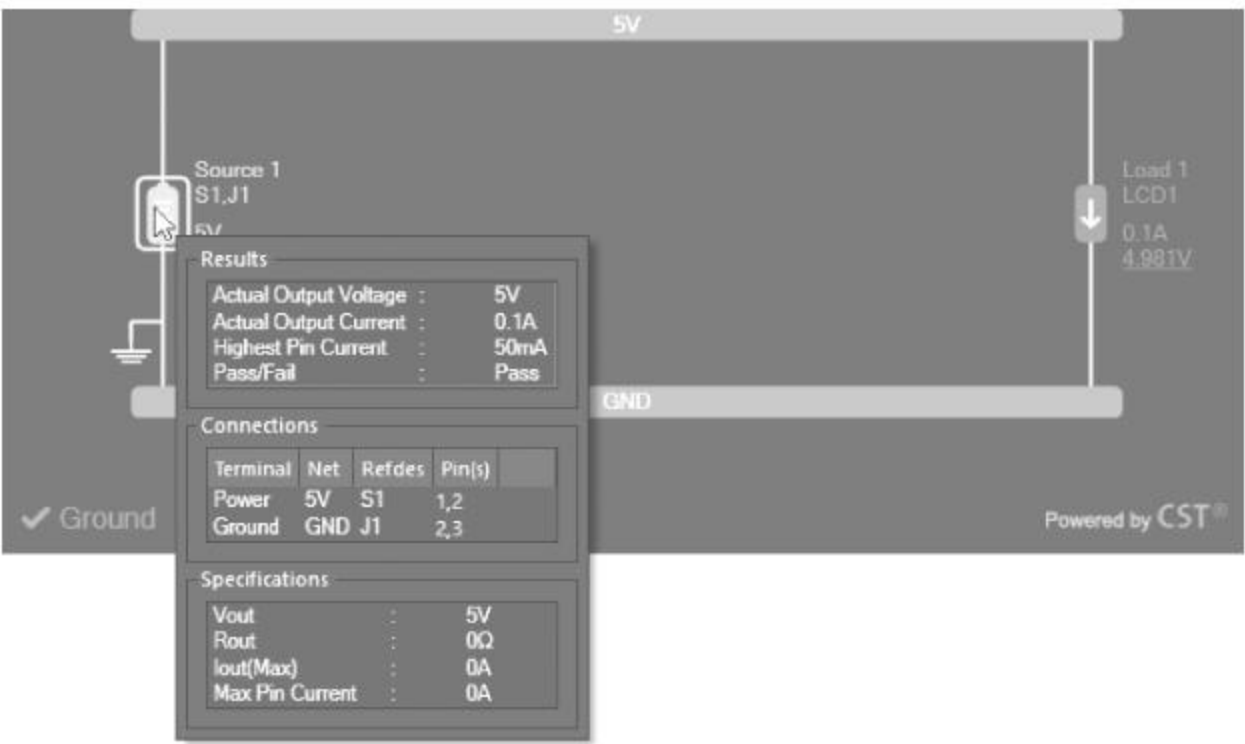 5V
Source 1
S1,J1
5V
Load 1
LCD1
0.1A
4.981V
Results
Actual Output Voltage : 5V
Actual Output Current : 0.1A
Highest Pin Current : 50mA
Pass/Fail : Pass
GND
Connections
Terminal Net Refdes Pin(s)
Power 5V S1 1,2
Ground GND J1 2,3
Ground
Powered by CST®
Specifications
Vout : 5V
Rout : 0Ω
Iout(Max) : 0A
Max Pin Current : 0A